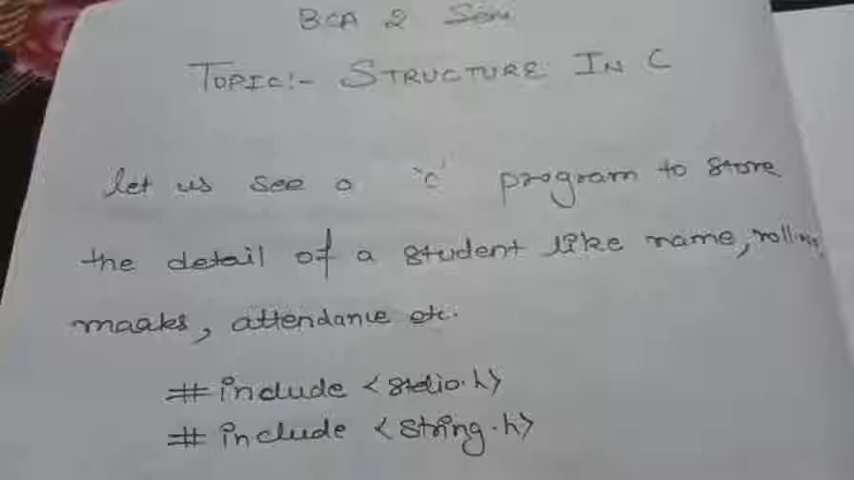 BCA 2 Sem
TOPIC:- STRUCTURE IN C
let us see a 'c' program to store
the detail of a student like name,
marks, attendance etc.
#include <stdio.h>
#include <string.h>